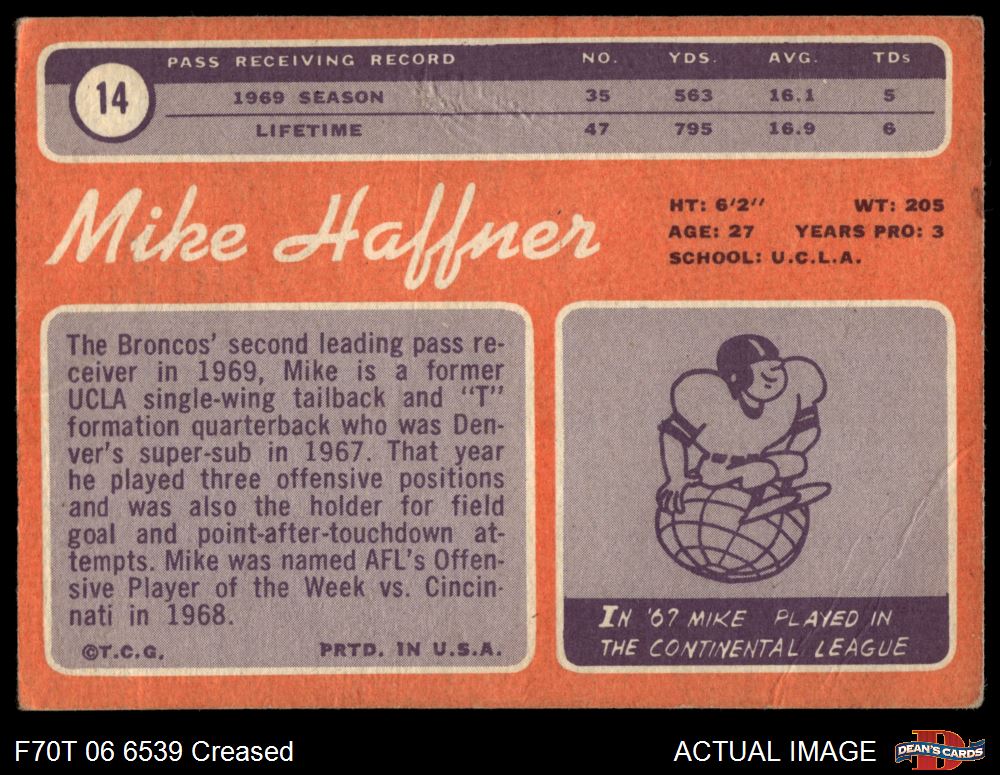 PASS RECEIVING RECORD NO. YDS. AVG. TDs
14
1969 SEASON 35 563 16.1 5
LIFETIME 47 795 16.9 6
Mike Haffner
HT: 6'2" WT: 205
AGE: 27 YEARS PRO: 3
SCHOOL: U.C.L.A.
The Broncos' second leading pass re-
ceiver in 1969, Mike is a former
UCLA single-wing tailback and "T"
formation quarterback who was Den-
ver's super-sub in 1967. That year
he played three offensive positions
and was also the holder for field
goal and point-after-touchdown at-
tempts. Mike was named AFL's Offen-
sive Player of the Week vs. Cincin-
nati in 1968.
©T.C.G. PRTD. IN U.S.A.
IN '67 MIKE PLAYED IN
THE CONTINENTAL LEAGUE
F70T 06 6539 Creased
ACTUAL IMAGE
D
DEAN'S CARDS